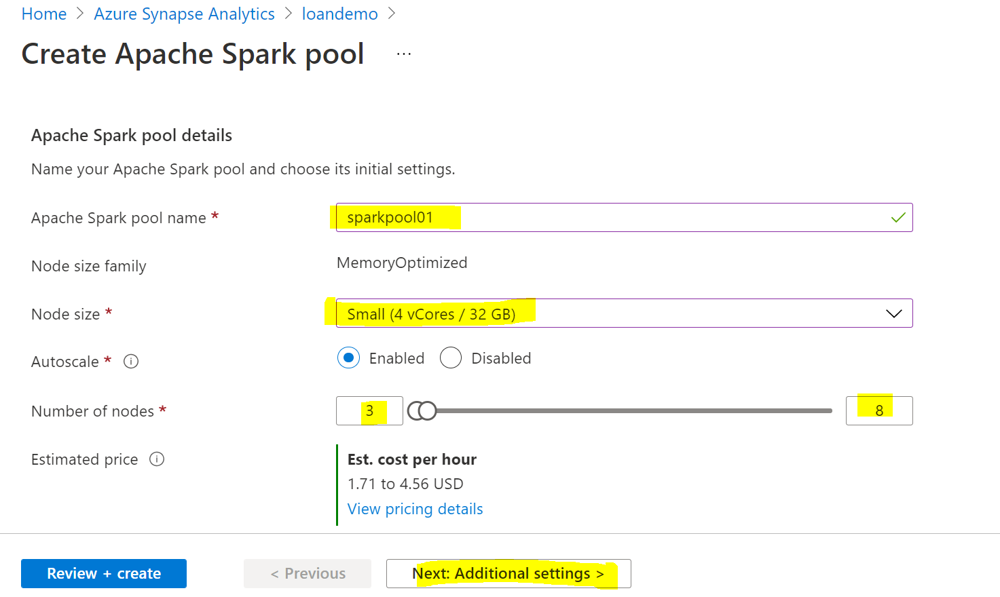 Home > Azure Synapse Analytics > loandemo >
Create Apache Spark pool ...
Apache Spark pool details
Name your Apache Spark pool and choose its initial settings.
Apache Spark pool name * sparkpool01
Node size family MemoryOptimized
Node size * Small (4 vCores / 32 GB)
Autoscale * Enabled Disabled
Number of nodes * 3 8
Estimated price Est. cost per hour
1.71 to 4.56 USD
View pricing details
Review + create < Previous Next: Additional settings >